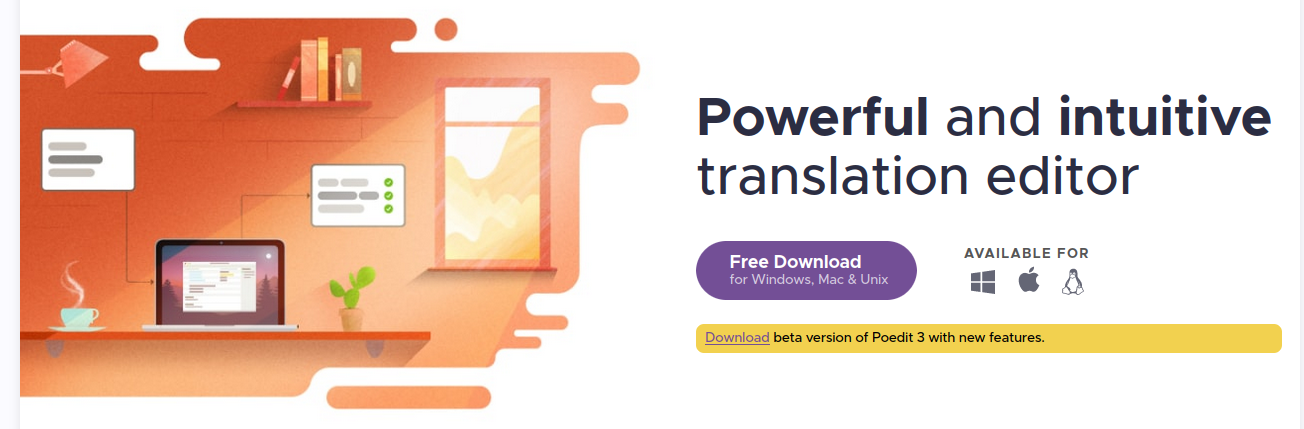 Powerful and intuitive
translation editor
Free Download
for Windows, Mac & Unix
AVAILABLE FOR
Download beta version of Poedit 3 with new features.